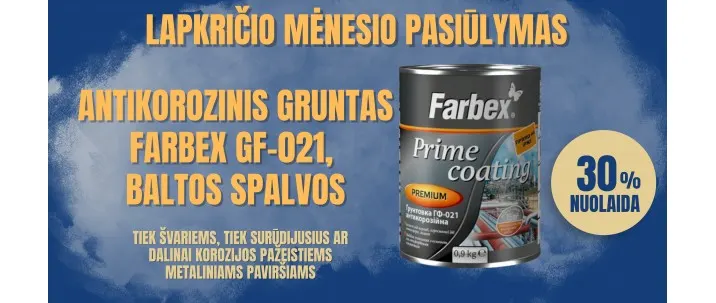 LAPKRIČIO MĖNESIO PASIŪLYMAS
ANTIKOROZINIS GRUNTAS
FARBEX GF-021,
BALTOS SPALVOS
TIEK ŠVARIEMS, TIEK SURŪDIJUSIUS AR
DALINAI KOROZIJOS PAŽEISTIEMS
METALINIAMS PAVIRŠIAMS
Farbex®
Prime
coating
PREMIUM
Грунтовка ГФ-021
антикорозійна
0,9 kg ℮
30%
NUOLAIDA